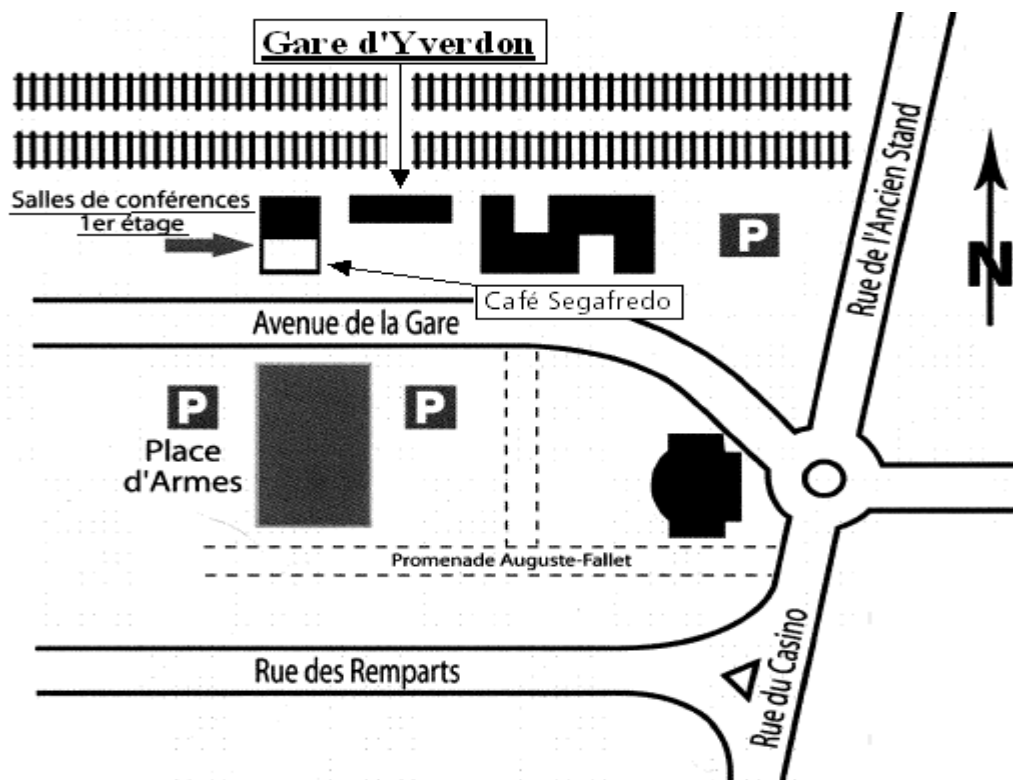 Gare d'Yverdon
Salles de conférences
1er étage
P
Rue de l'Ancien Stand
N
Café Segafredo
Avenue de la Gare
P
P
Place
d'Armes
Promenade Auguste-Fallet
Rue des Remparts
Rue du Casino